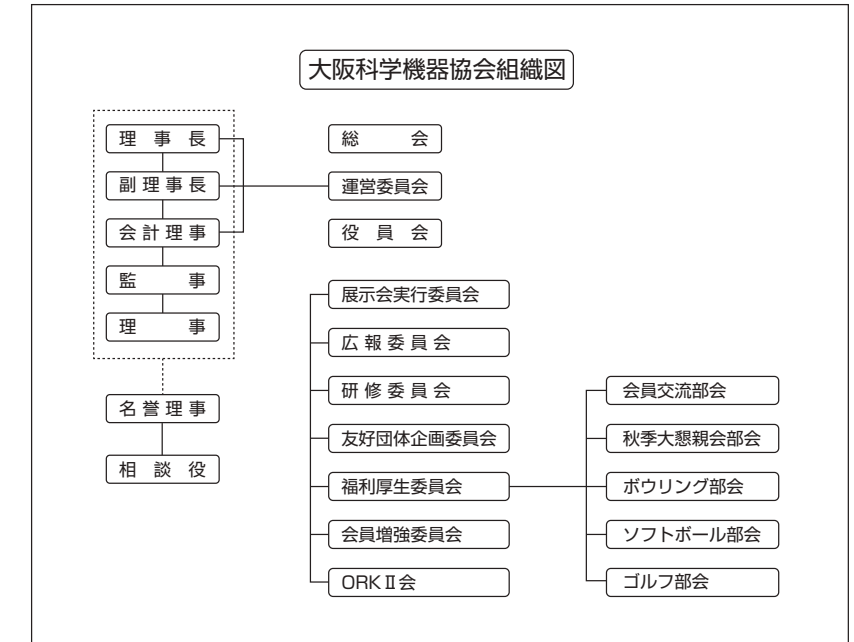 大阪科学機器協会組織図
理事長
副理事長
会計理事
監事
理事
名誉理事
相談役
総会
運営委員会
役員会
展示会実行委員会
広報委員会
研修委員会
友好団体企画委員会
福利厚生委員会
会員増強委員会
ORKⅡ会
会員交流部会
秋季大懇親会部会
ボウリング部会
ソフトボール部会
ゴルフ部会